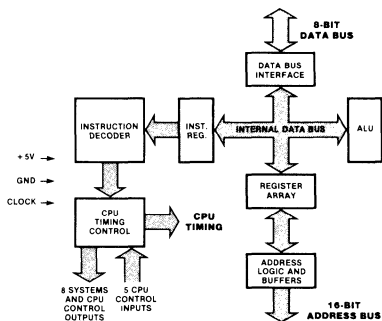 8-BIT
DATA BUS
DATA BUS
INTERFACE
INSTRUCTION
DECODER
INST.
REG.
INTERNAL DATA BUS
ALU
+5V
GND
CLOCK
CPU
TIMING
CONTROL
CPU
TIMING
REGISTER
ARRAY
ADDRESS
LOGIC AND
BUFFERS
8 SYSTEMS
AND CPU
CONTROL
OUTPUTS
5 CPU
CONTROL
INPUTS
16-BIT
ADDRESS BUS